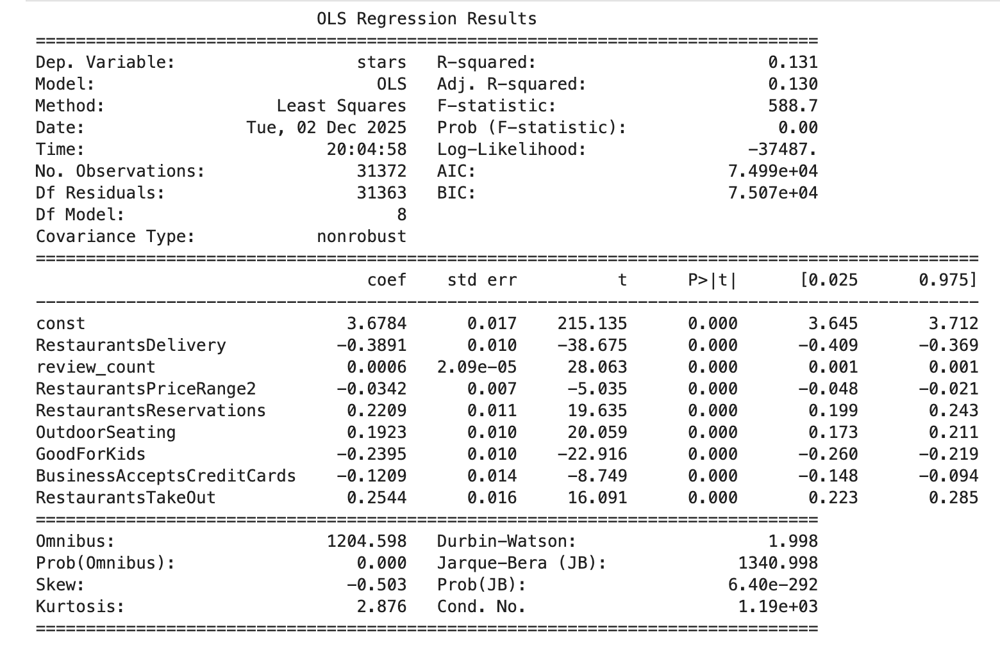 OLS Regression Results
==============================================================================
Dep. Variable:                  stars   R-squared:                       0.131
Model:                            OLS   Adj. R-squared:                  0.130
Method:                 Least Squares   F-statistic:                     588.7
Date:                Tue, 02 Dec 2025   Prob (F-statistic):               0.00
Time:                        20:04:58   Log-Likelihood:                -37487.
No. Observations:               31372   AIC:                         7.499e+04
Df Residuals:                   31363   BIC:                         7.507e+04
Df Model:                           8
Covariance Type:            nonrobust
==============================================================================================
                                 coef    std err          t      P>|t|      [0.025      0.975]
----------------------------------------------------------------------------------------------
const                          3.6784      0.017    215.135      0.000       3.645       3.712
RestaurantsDelivery           -0.3891      0.010    -38.675      0.000      -0.409      -0.369
review_count                   0.0006   2.09e-05     28.063      0.000       0.001       0.001
RestaurantsPriceRange2        -0.0342      0.007     -5.035      0.000      -0.048      -0.021
RestaurantsReservations        0.2209      0.011     19.635      0.000       0.199       0.243
OutdoorSeating                 0.1923      0.010     20.059      0.000       0.173       0.211
GoodForKids                   -0.2395      0.010    -22.916      0.000      -0.260      -0.219
BusinessAcceptsCreditCards    -0.1209      0.014     -8.749      0.000      -0.148      -0.094
RestaurantsTakeOut             0.2544      0.016     16.091      0.000       0.223       0.285
==============================================================================
Omnibus:                     1204.598   Durbin-Watson:                   1.998
Prob(Omnibus):                  0.000   Jarque-Bera (JB):             1340.998
Skew:                          -0.503   Prob(JB):                    6.40e-292
Kurtosis:                       2.876   Cond. No.                     1.19e+03
==============================================================================